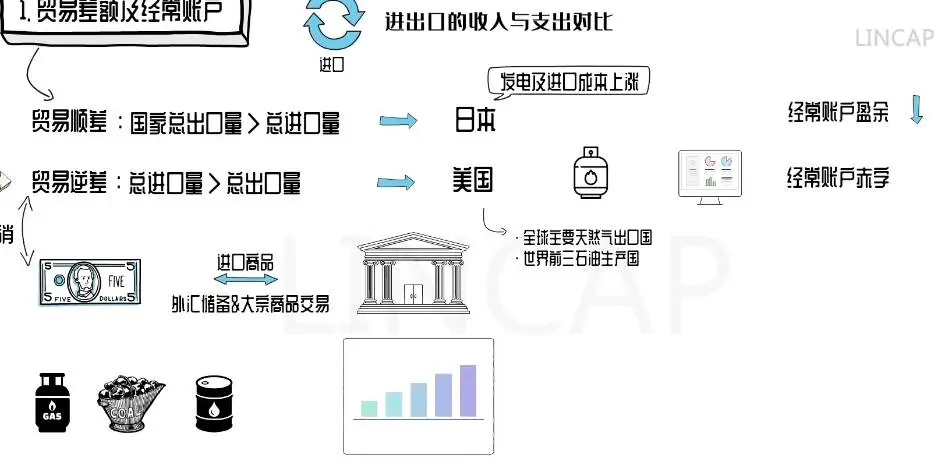 1. 贸易差额及经常账户
进出口的收入与支出对比
LINCAP
进口
发电及进口成本上涨
贸易顺差：国家总出口量＞总进口量
日本
经常账户盈余
贸易逆差：总进口量＞总出口量
美国
经常账户赤字
销
·全球主要天然气出口国
·世界前三石油生产国
LINCAP
5
5
FIVE
5
FIVE
DOLLARS
5
进口商品
外汇储备&大宗商品交易
GAS
COAL